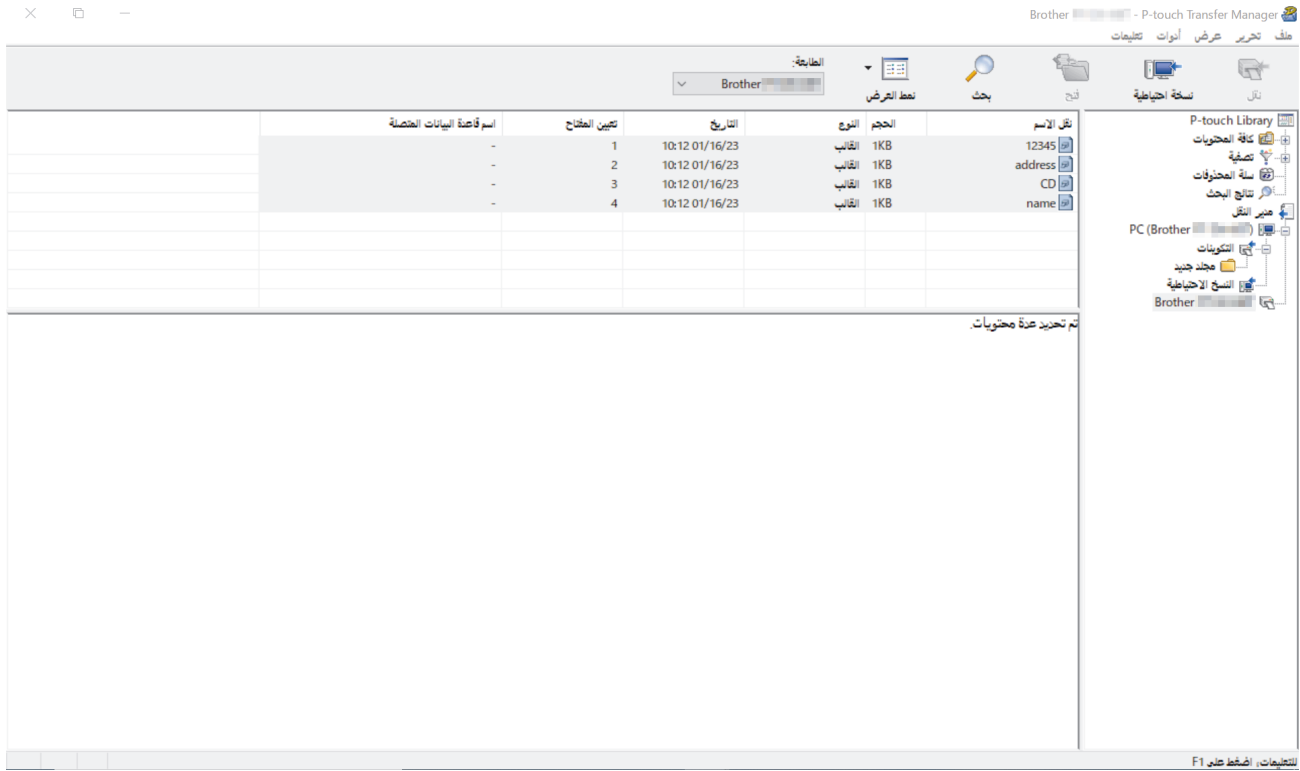 Brother - P-touch Transfer Manager
ملف تحرير عرض أدوات تعليمات
نقل
نسخة احتياطية
فتح
بحث
نمط العرض
الطابعة:
Brother
P-touch Library
كافة المحتويات
تصفية
سلة المحذوفات
نتائج البحث
مدير النقل
PC (Brother )
التكوينات
مجلد جديد
النسخ الاحتياطية
Brother
نقل الاسم الحجم النوع التاريخ تعيين المفتاح اسم قاعدة البيانات المتصلة
12345 1KB القالب 10:12 01/16/23 1 -
address 1KB القالب 10:12 01/16/23 2 -
CD 1KB القالب 10:12 01/16/23 3 -
name 1KB القالب 10:12 01/16/23 4 -
تم تحديد عدة محتويات.
للتعليمات، اضغط على F1